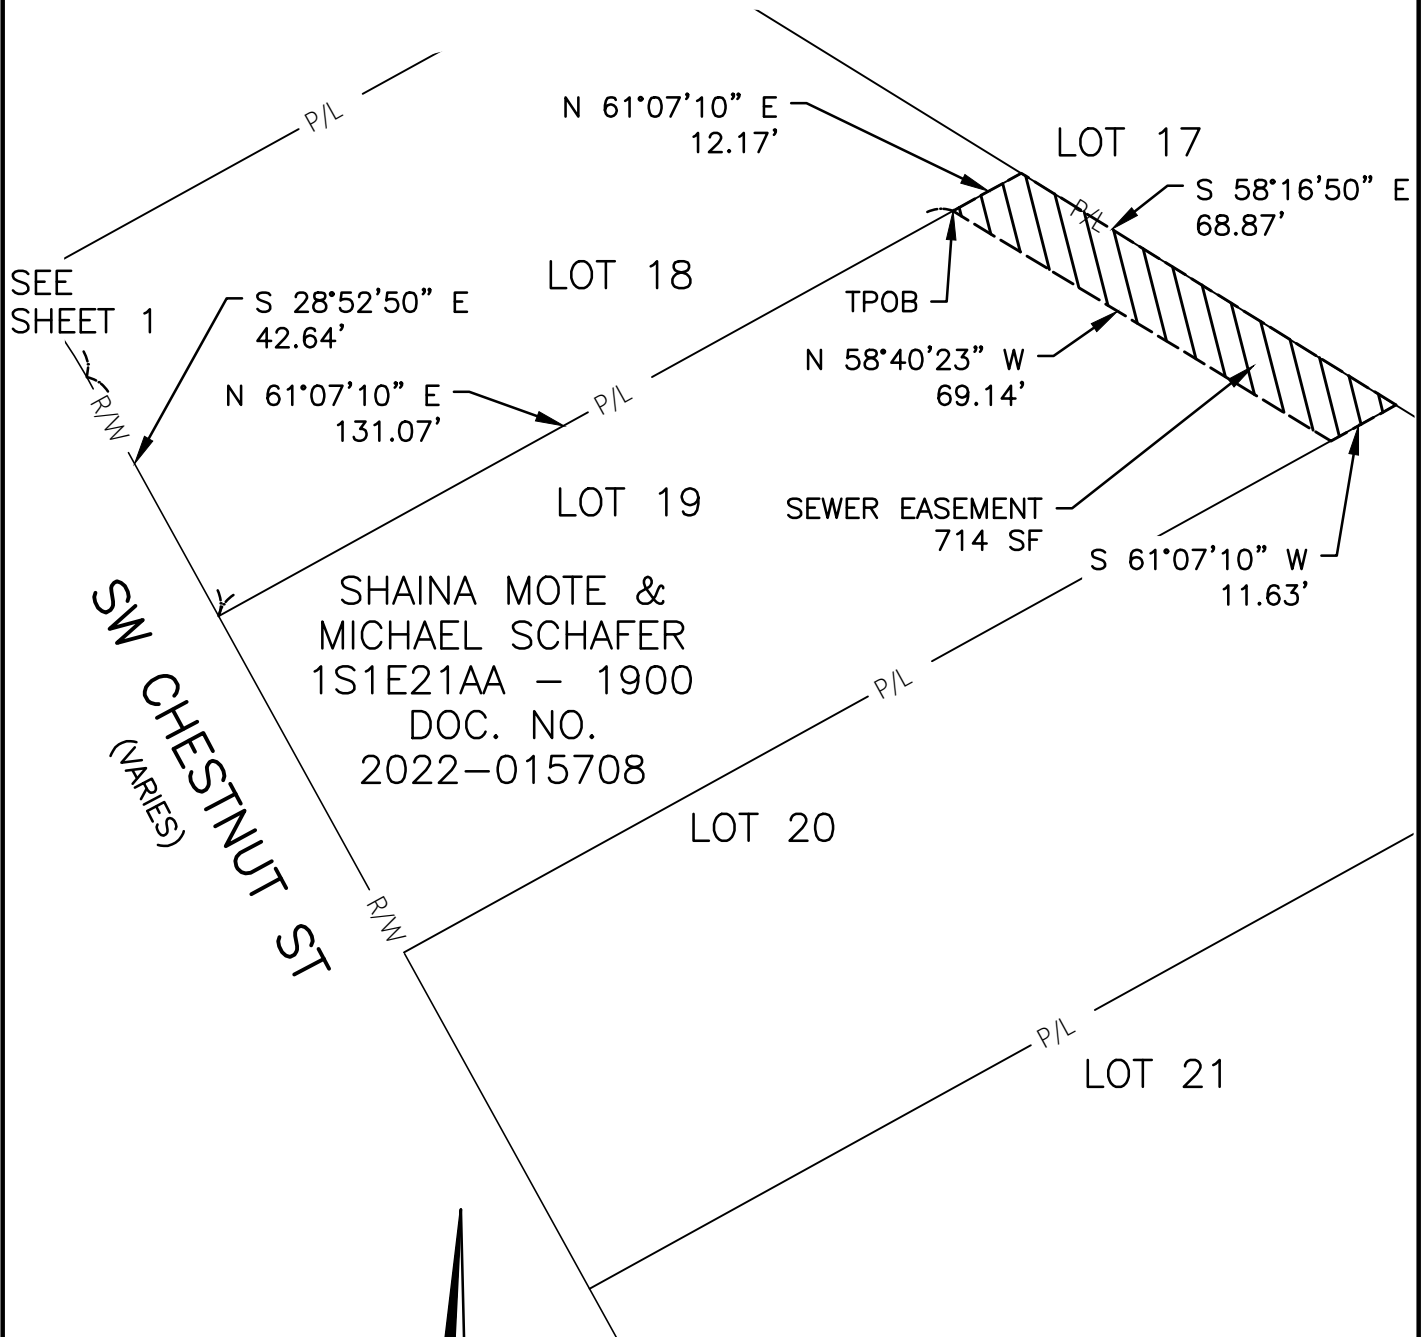 P/L
N 61°07'10" E
12.17'
LOT 17
S 58°16'50" E
68.87'
P/L
SEE
SHEET 1
S 28°52'50" E
42.64'
LOT 18
TPOB
N 58°40'23" W
69.14'
N 61°07'10" E
131.07'
P/L
R/W
LOT 19
SEWER EASEMENT
714 SF
S 61°07'10" W
11.63'
SHAINA MOTE &
MICHAEL SCHAFER
1S1E21AA – 1900
DOC. NO.
2022–015708
SW CHESTNUT ST
(VARIES)
P/L
LOT 20
R/W
P/L
LOT 21